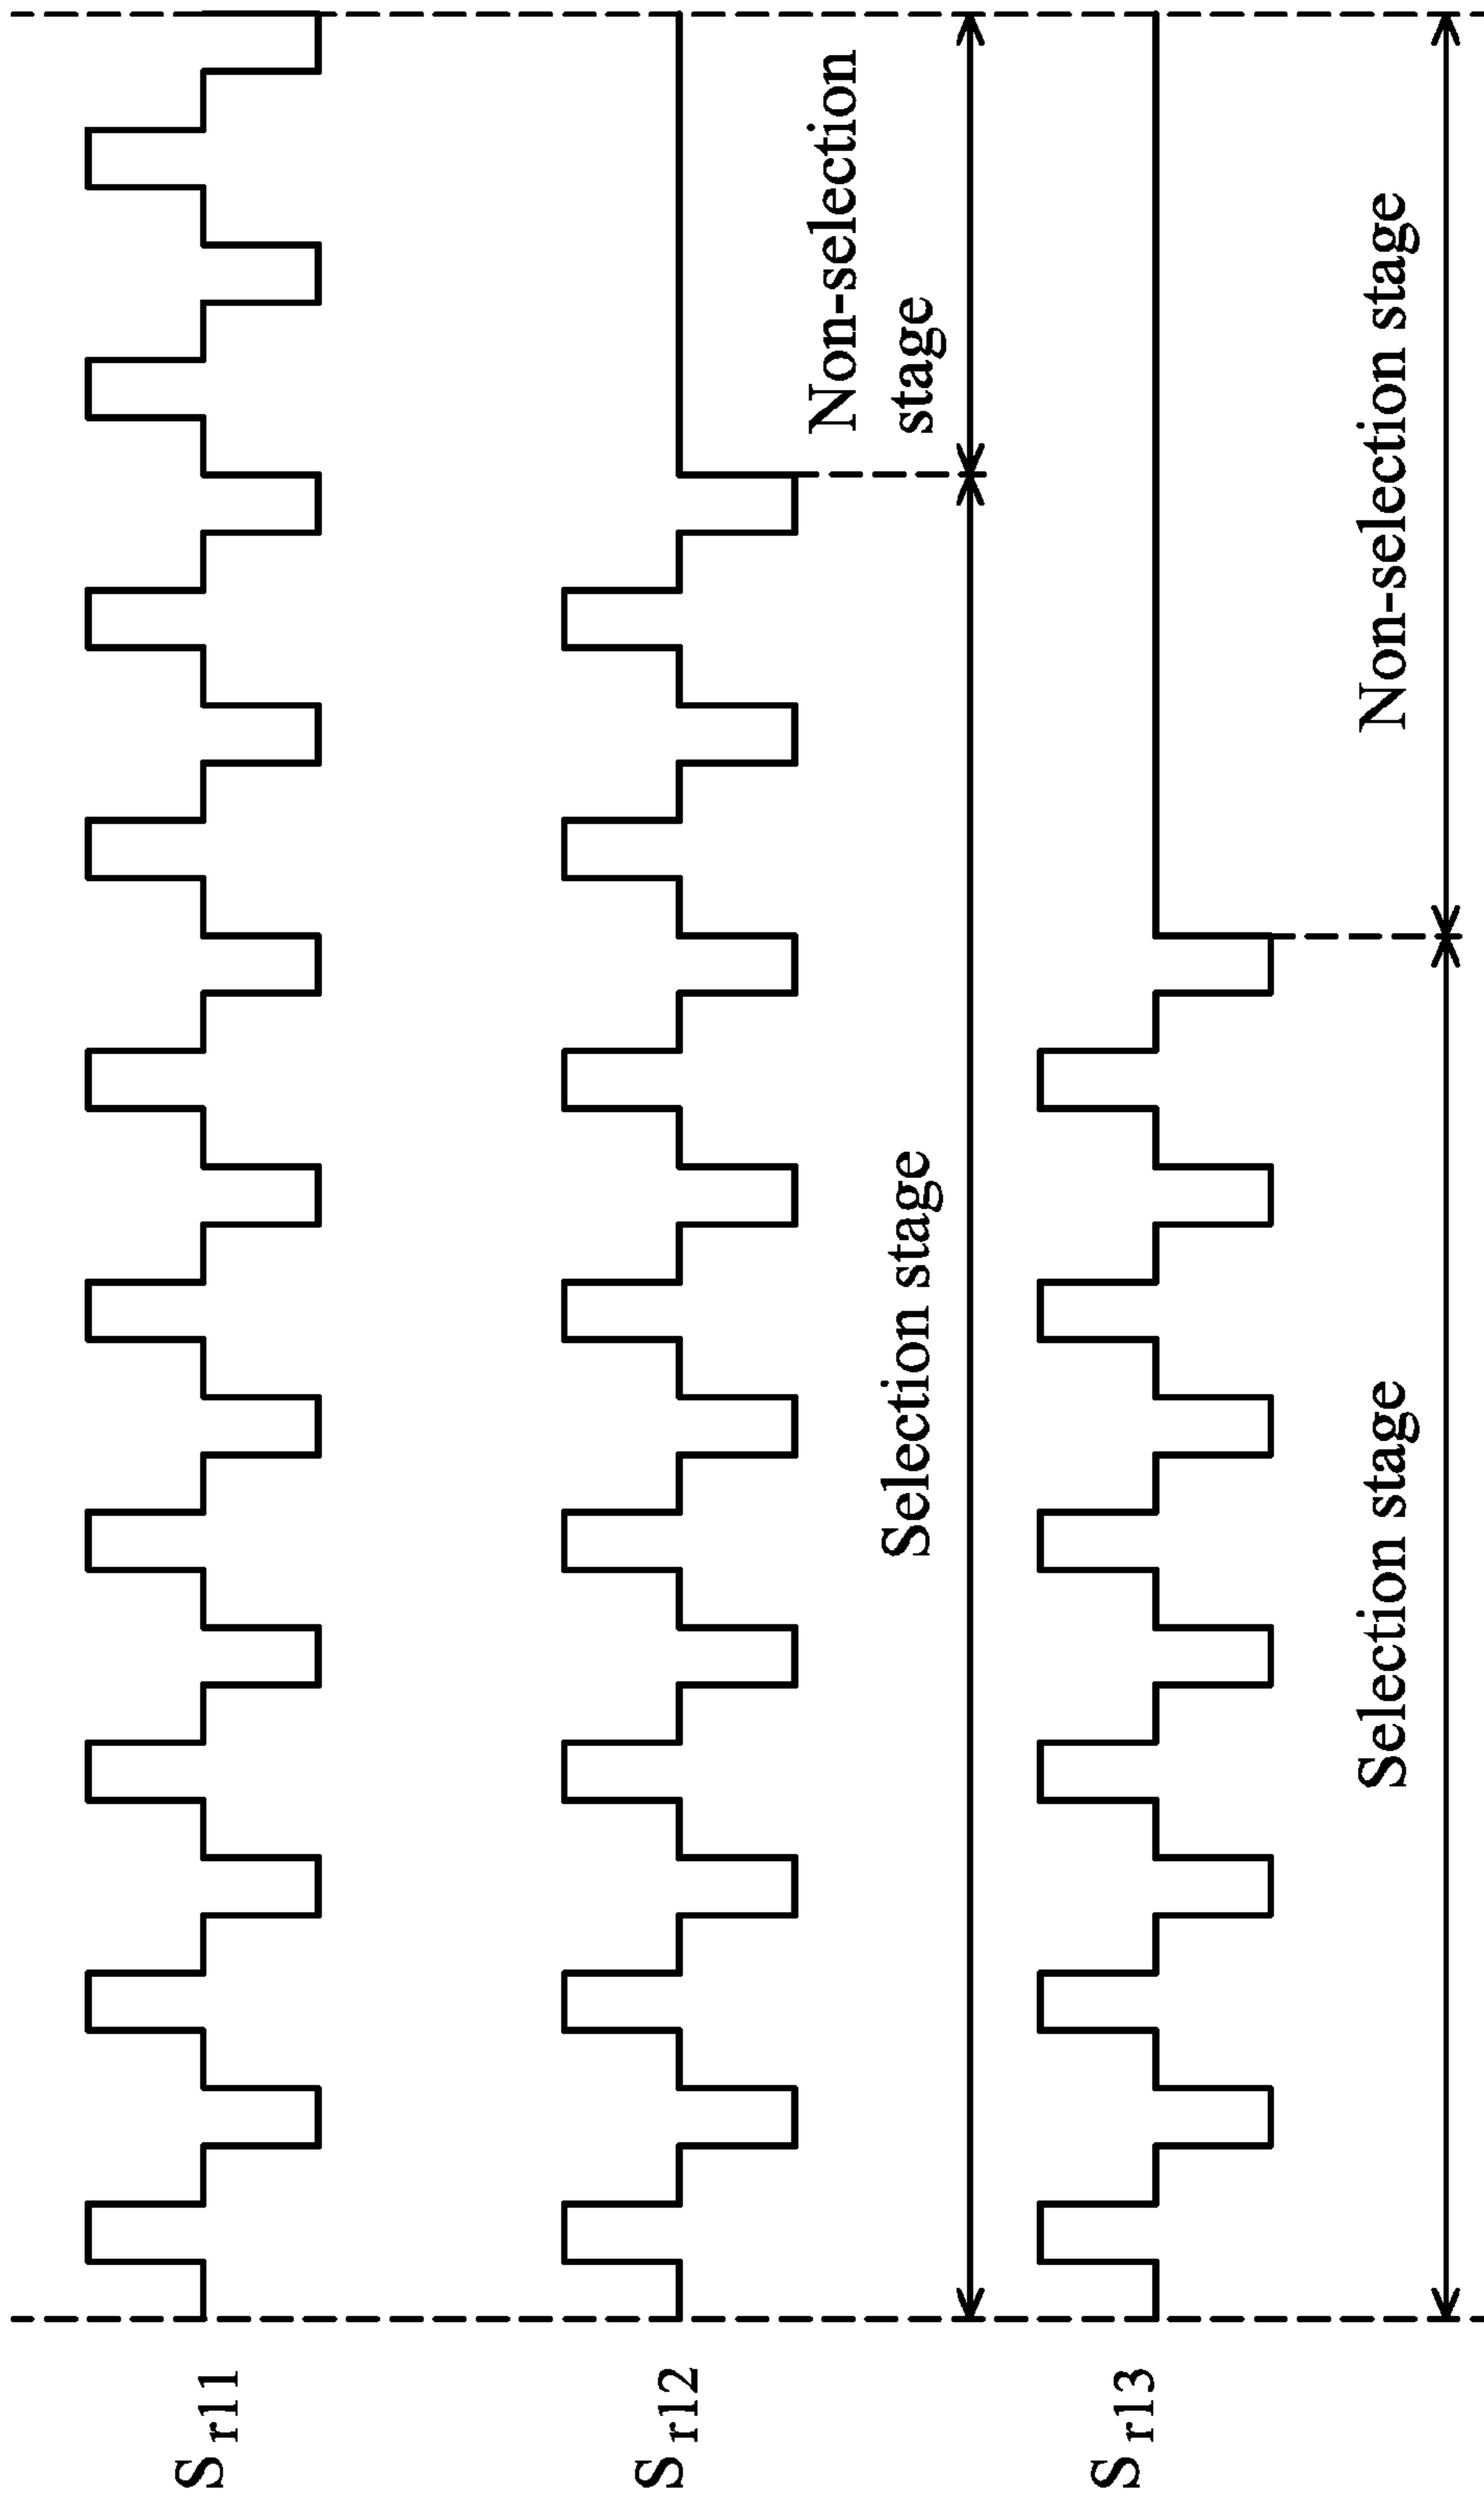 Sr11
Sr12
Selection stage
Non-selection
stage
Sr13
Selection stage
Non-selection stage